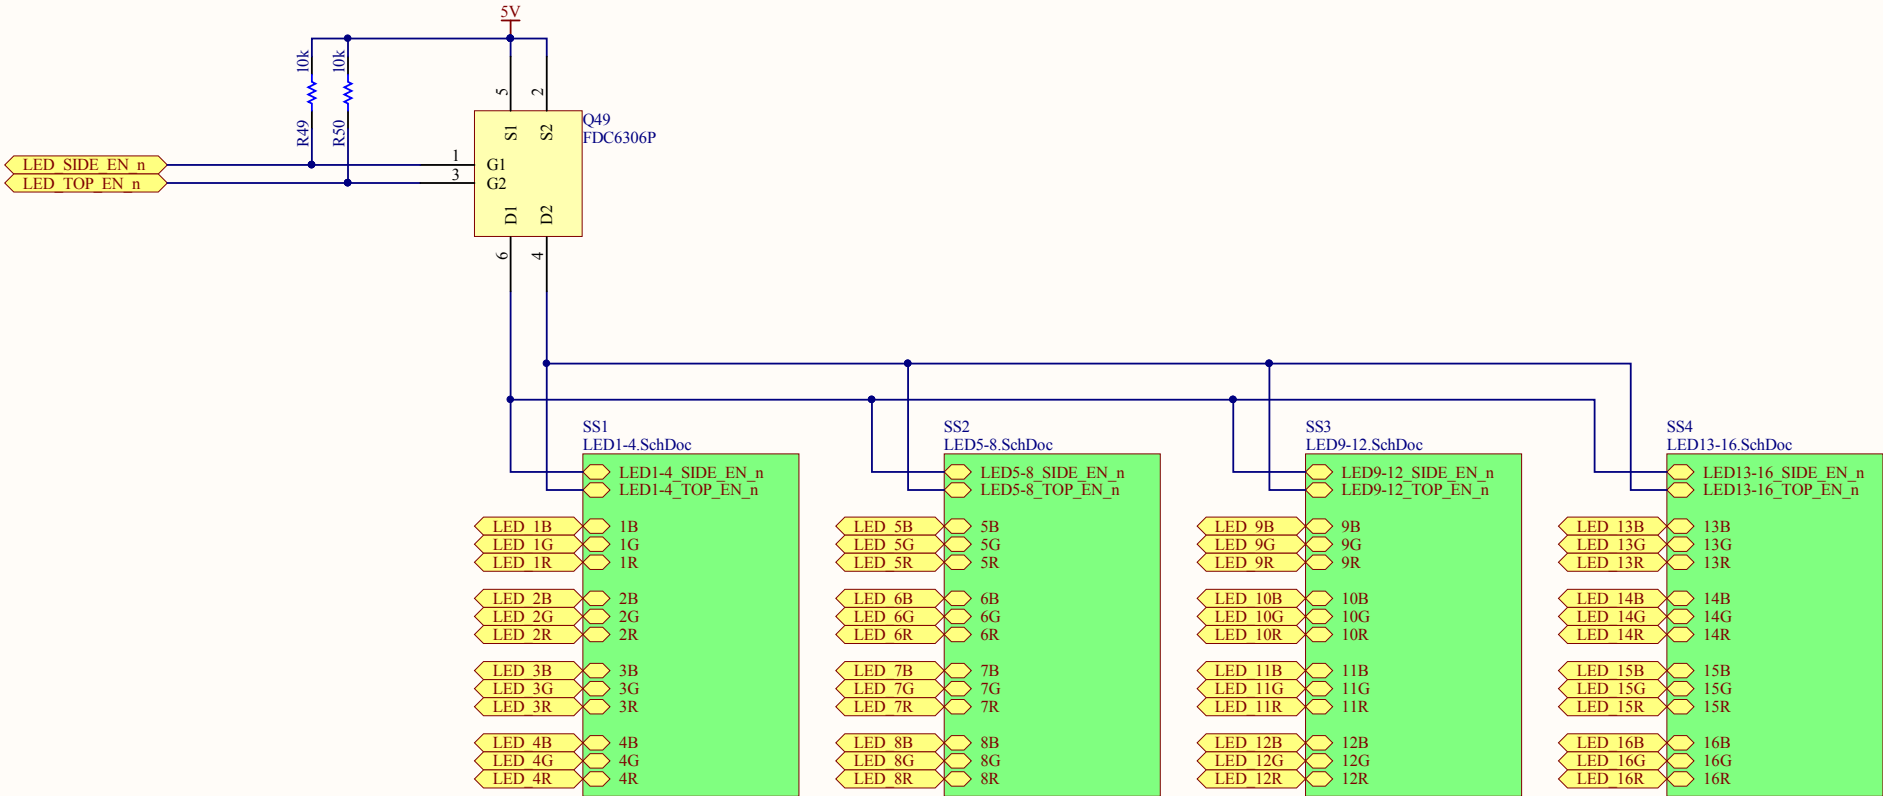 5V
10k
10k
R49
R50
5
2
S1
S2
Q49
FDC6306P
LED_SIDE_EN_n
LED_TOP_EN_n
1
3
G1
G2
D1
D2
6
4
SS1
LED1-4.SchDoc
LED1-4_SIDE_EN_n
LED1-4_TOP_EN_n
LED_1B 1B
LED_1G 1G
LED_1R 1R
LED_2B 2B
LED_2G 2G
LED_2R 2R
LED_3B 3B
LED_3G 3G
LED_3R 3R
LED_4B 4B
LED_4G 4G
LED_4R 4R
SS2
LED5-8.SchDoc
LED5-8_SIDE_EN_n
LED5-8_TOP_EN_n
LED_5B 5B
LED_5G 5G
LED_5R 5R
LED_6B 6B
LED_6G 6G
LED_6R 6R
LED_7B 7B
LED_7G 7G
LED_7R 7R
LED_8B 8B
LED_8G 8G
LED_8R 8R
SS3
LED9-12.SchDoc
LED9-12_SIDE_EN_n
LED9-12_TOP_EN_n
LED_9B 9B
LED_9G 9G
LED_9R 9R
LED_10B 10B
LED_10G 10G
LED_10R 10R
LED_11B 11B
LED_11G 11G
LED_11R 11R
LED_12B 12B
LED_12G 12G
LED_12R 12R
SS4
LED13-16.SchDoc
LED13-16_SIDE_EN_n
LED13-16_TOP_EN_n
LED_13B 13B
LED_13G 13G
LED_13R 13R
LED_14B 14B
LED_14G 14G
LED_14R 14R
LED_15B 15B
LED_15G 15G
LED_15R 15R
LED_16B 16B
LED_16G 16G
LED_16R 16R